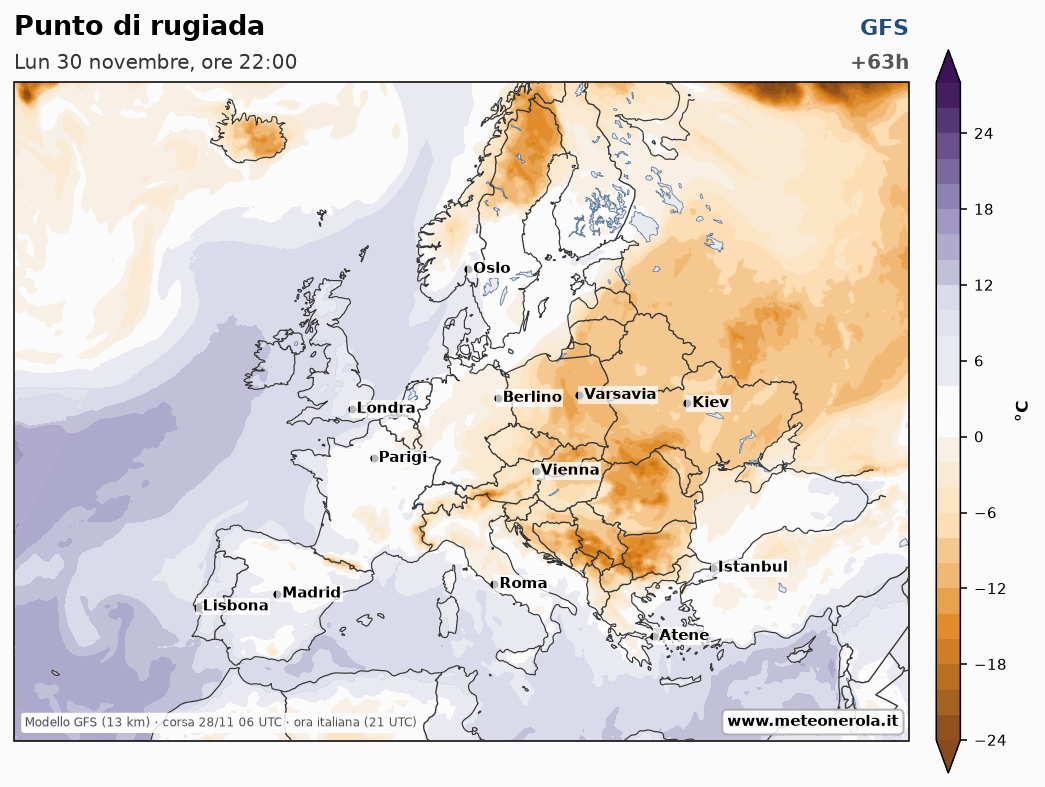 Punto di rugiada
GFS
Lun 30 novembre, ore 22:00
+63h
Oslo
Londra
Berlino
Varsavia
Kiev
Parigi
Vienna
Istanbul
Madrid
Roma
Lisbona
Atene
24
18
12
6
0
−6
−12
−18
−24
°C
Modello GFS (13 km) · corsa 28/11 06 UTC · ora italiana (21 UTC)
www.meteonerola.it